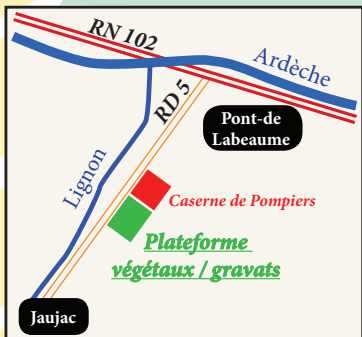 RN 102
Ardèche
RD 5
Pont-de
Labeaume
Lignon
Caserne de Pompiers
Plateforme
végétaux / gravats
Jaujac